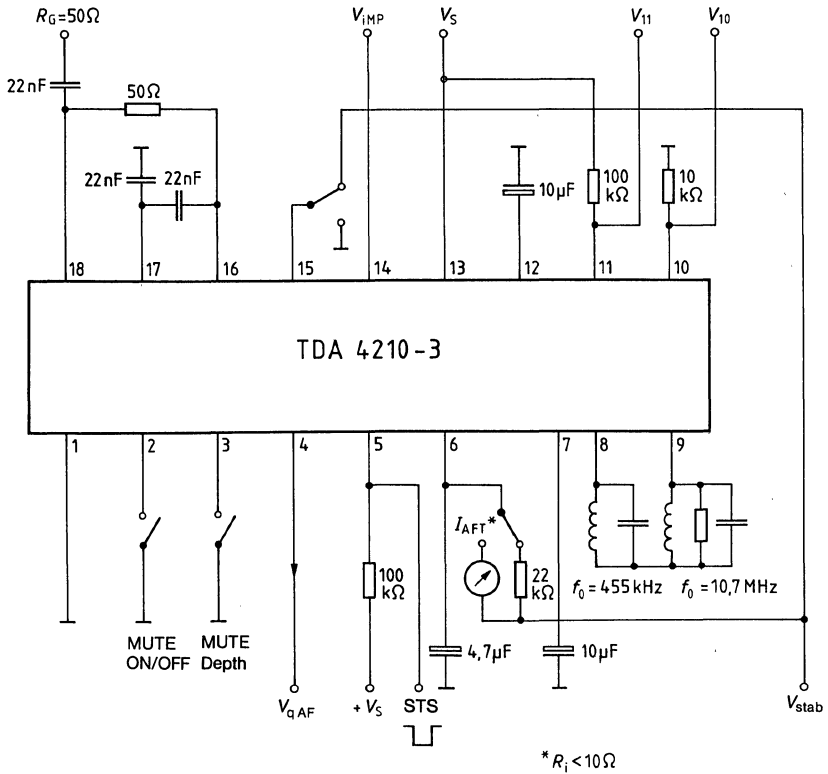 R_G=50Ω
V_iMP
V_S
V_11
V_10
22nF
50Ω
22nF
22nF
10μF
100 kΩ
10 kΩ
18
17
16
15
14
13
12
11
10
TDA 4210-3
1
2
3
4
5
6
7
8
9
I_AFT*
100 kΩ
22 kΩ
f_0=455kHz
f_0=10,7MHz
MUTE ON/OFF
MUTE Depth
4,7μF
10μF
V_qAF
+V_S
STS
V_stab
*R_i<10Ω